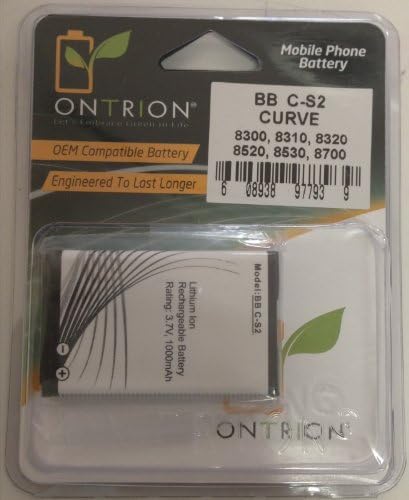 ONTRION®
Let's Embrace Green in Life
OEM Compatible Battery
Engineered To Last Longer
Mobile Phone
Battery
BB C-S2
CURVE
8300, 8310, 8320
8520, 8530, 8700
6 08938 97793 9
Model:BB C-S2
Lithium Ion
Rechargeable Battery
Rating: 3.7V, 1000mAh
ONTRION